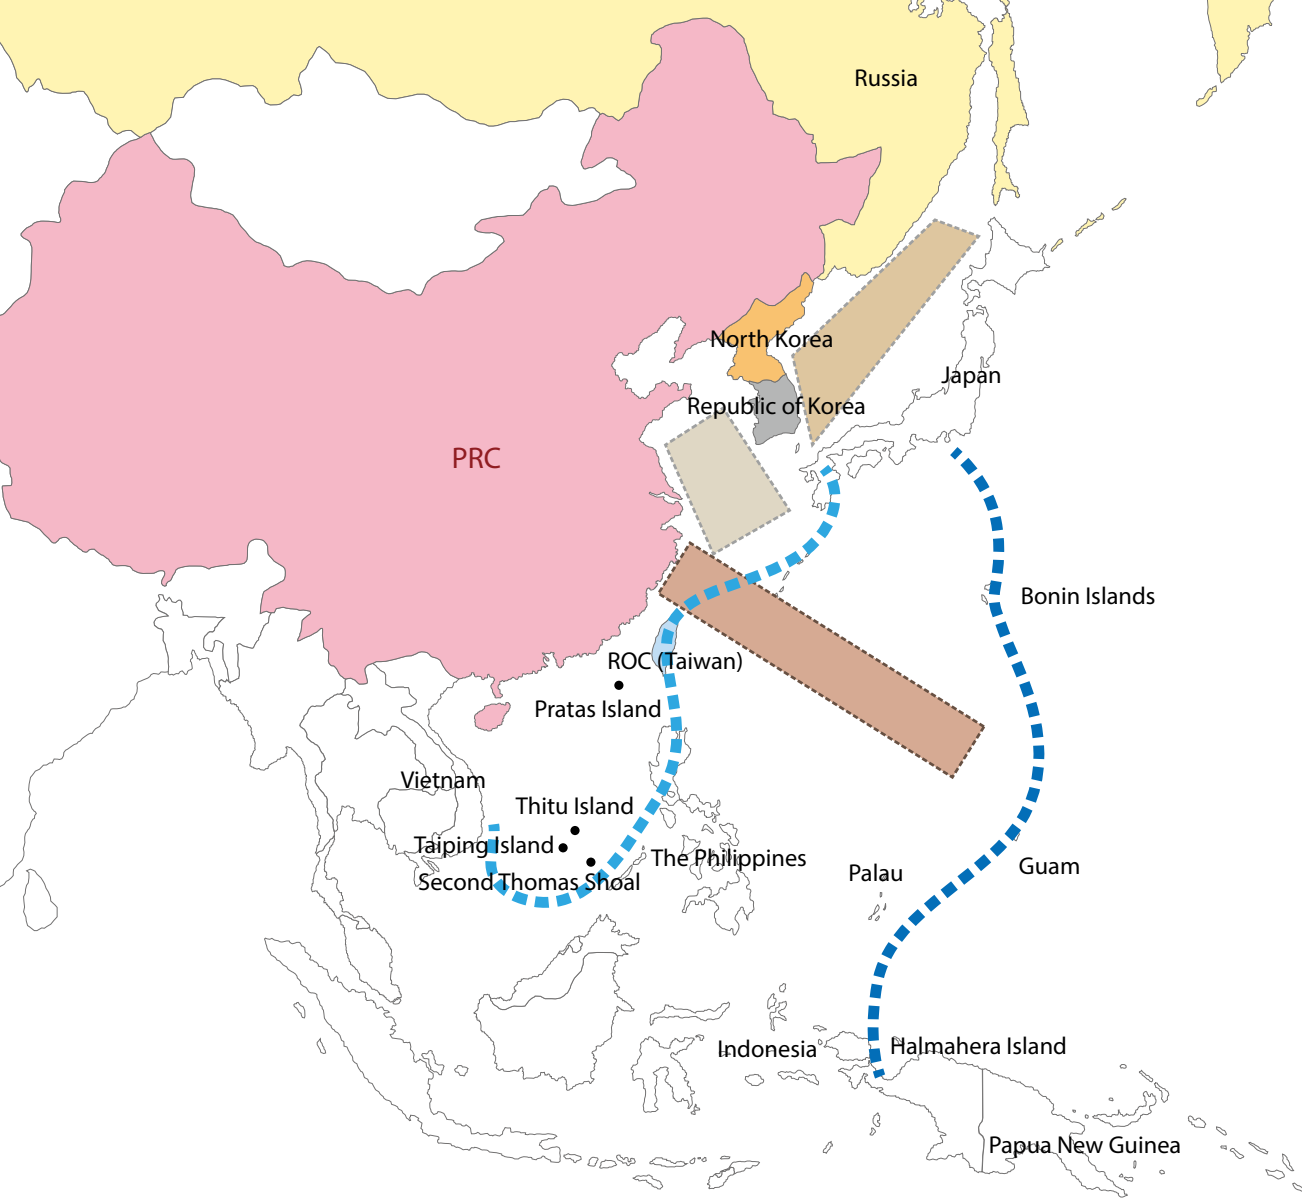 Russia
North Korea
Japan
Republic of Korea
PRC
Bonin Islands
ROC (Taiwan)
Pratas Island
Vietnam
Thitu Island
Taiping Island
The Philippines
Guam
Palau
Second Thomas Shoal
Halmahera Island
Indonesia
Papua New Guinea